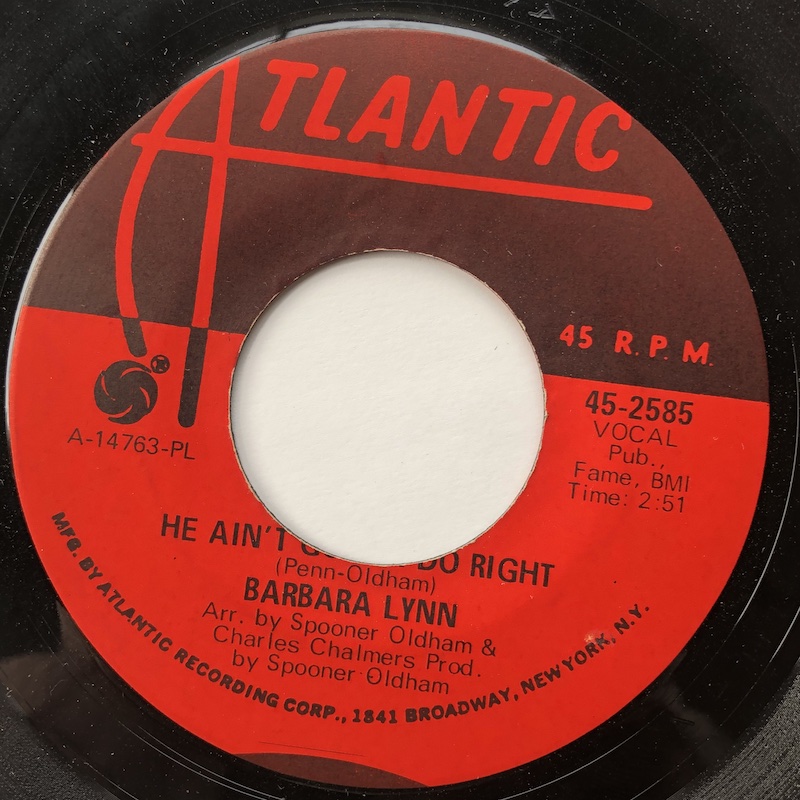 ATLANTIC
45 R.P.M.
®
A-14763-PL
45-2585
VOCAL
Pub.,
Fame, BMI
Time: 2:51
HE AIN'T DO RIGHT
(Penn-Oldham)
BARBARA LYNN
Arr. by Spooner Oldham &
Charles Chalmers Prod.
by Spooner Oldham
MFG. BY ATLANTIC RECORDING CORP., 1841 BROADWAY, NEW YORK, N.Y.